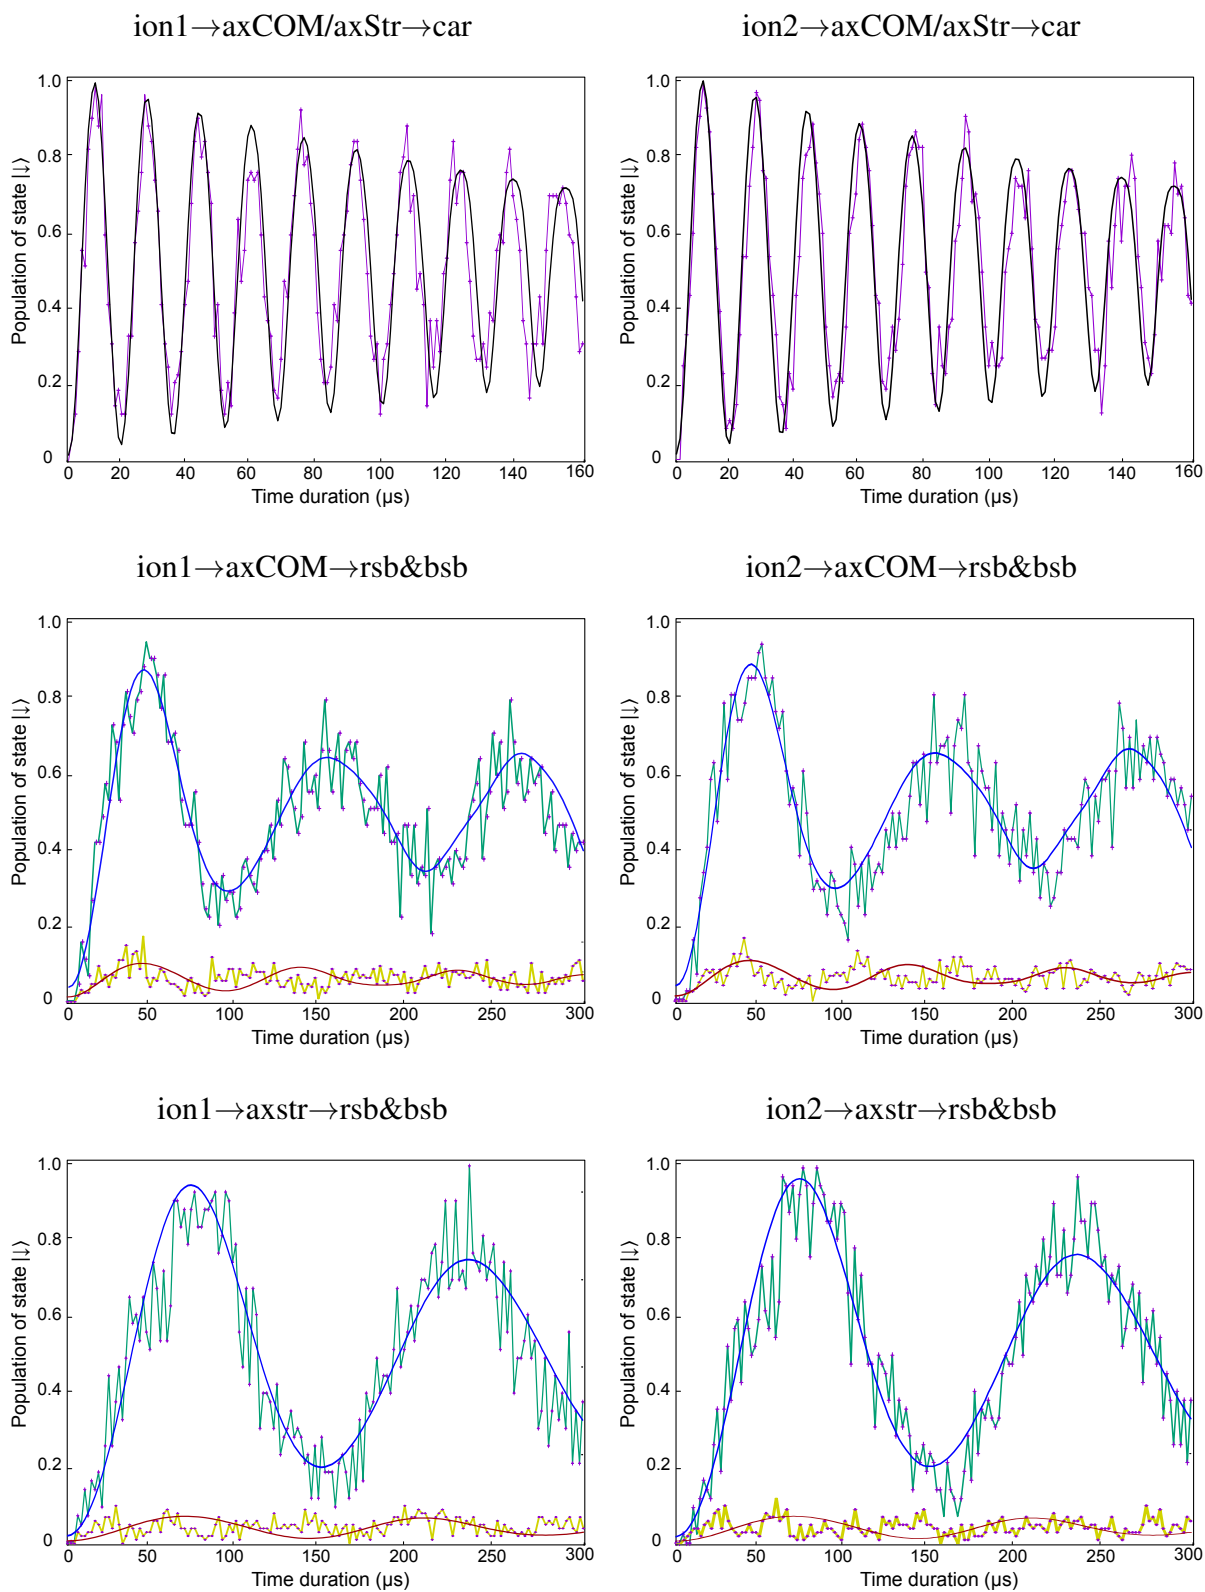 ion1→axCOM/axStr→car
ion2→axCOM/axStr→car
Population of state |↓⟩
1.0
0.8
0.6
0.4
0.2
0
0 20 40 60 80 100 120 140 160
Time duration (µs)
Population of state |↓⟩
1.0
0.8
0.6
0.4
0.2
0
0 20 40 60 80 100 120 140 160
Time duration (µs)
ion1→axCOM→rsb&bsb
ion2→axCOM→rsb&bsb
Population of state |↓⟩
1.0
0.8
0.6
0.4
0.2
0
0 50 100 150 200 250 300
Time duration (µs)
Population of state |↓⟩
1.0
0.8
0.6
0.4
0.2
0
0 50 100 150 200 250 300
Time duration (µs)
ion1→axstr→rsb&bsb
ion2→axstr→rsb&bsb
Population of state |↓⟩
1.0
0.8
0.6
0.4
0.2
0
0 50 100 150 200 250 300
Time duration (µs)
Population of state |↓⟩
1.0
0.8
0.6
0.4
0.2
0
0 50 100 150 200 250 300
Time duration (µs)